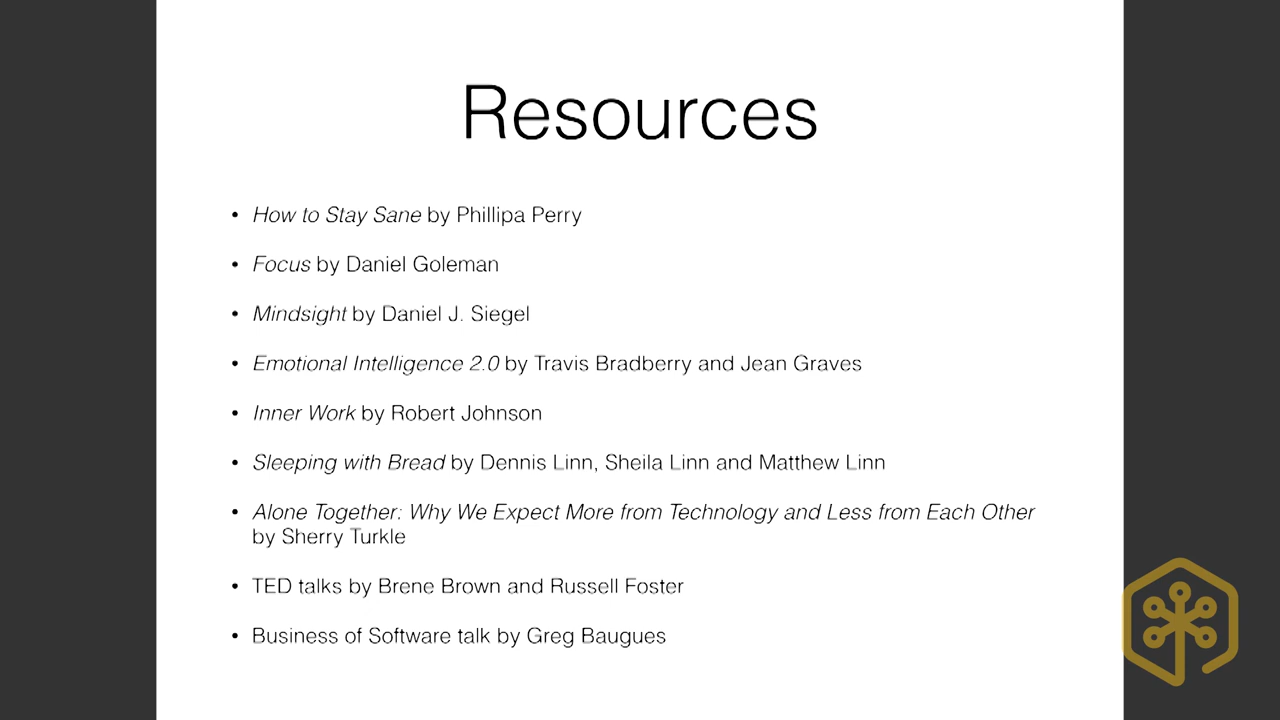 Resources
• How to Stay Sane by Phillipa Perry
• Focus by Daniel Goleman
• Mindsight by Daniel J. Siegel
• Emotional Intelligence 2.0 by Travis Bradberry and Jean Graves
• Inner Work by Robert Johnson
• Sleeping with Bread by Dennis Linn, Sheila Linn and Matthew Linn
• Alone Together: Why We Expect More from Technology and Less from Each Other
by Sherry Turkle
• TED talks by Brene Brown and Russell Foster
• Business of Software talk by Greg Baugues